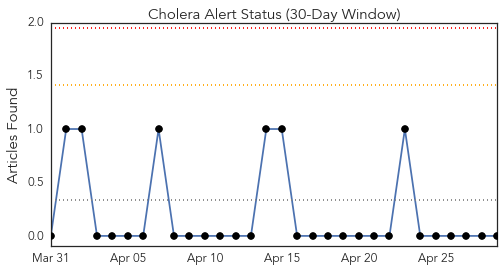 Cholera Alert Status (30-Day Window)
Articles Found
2.0
1.5
1.0
0.5
0.0
Mar 31 Apr 05 Apr 10 Apr 15 Apr 20 Apr 25